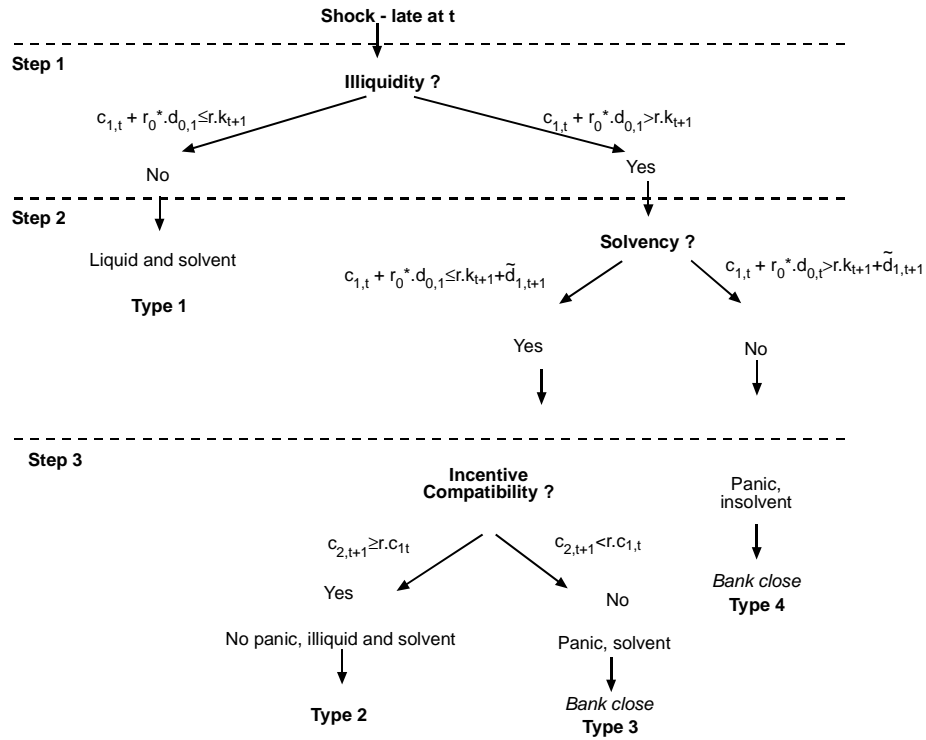 Shock - late at t
Step 1
Illiquidity ?
c₁,t + r₀*.d₀,₁≤r.kt+1
c₁,t + r₀*.d₀,₁>r.kt+1
No
Yes
Step 2
Solvency ?
Liquid and solvent
Type 1
c₁,t + r₀*.d₀,₁≤r.kt+1+d̃₁,t+1
c₁,t + r₀*.d₀,t>r.kt+1+d̃₁,t+1
Yes
No
Step 3
Incentive
Compatibility ?
Panic,
insolvent
c₂,t+1≥r.c₁t
c₂,t+1<r.c₁,t
Bank close
Type 4
Yes
No
No panic, illiquid and solvent
Panic, solvent
Type 2
Bank close
Type 3